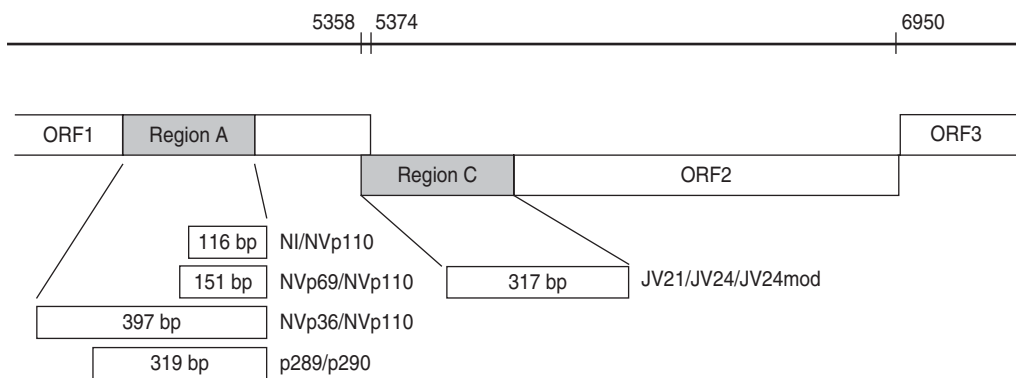 5358 5374 6950
ORF1 Region A ORF3
Region C ORF2
116 bp NI/NVp110
151 bp NVp69/NVp110 317 bp JV21/JV24/JV24mod
397 bp NVp36/NVp110
319 bp p289/p290